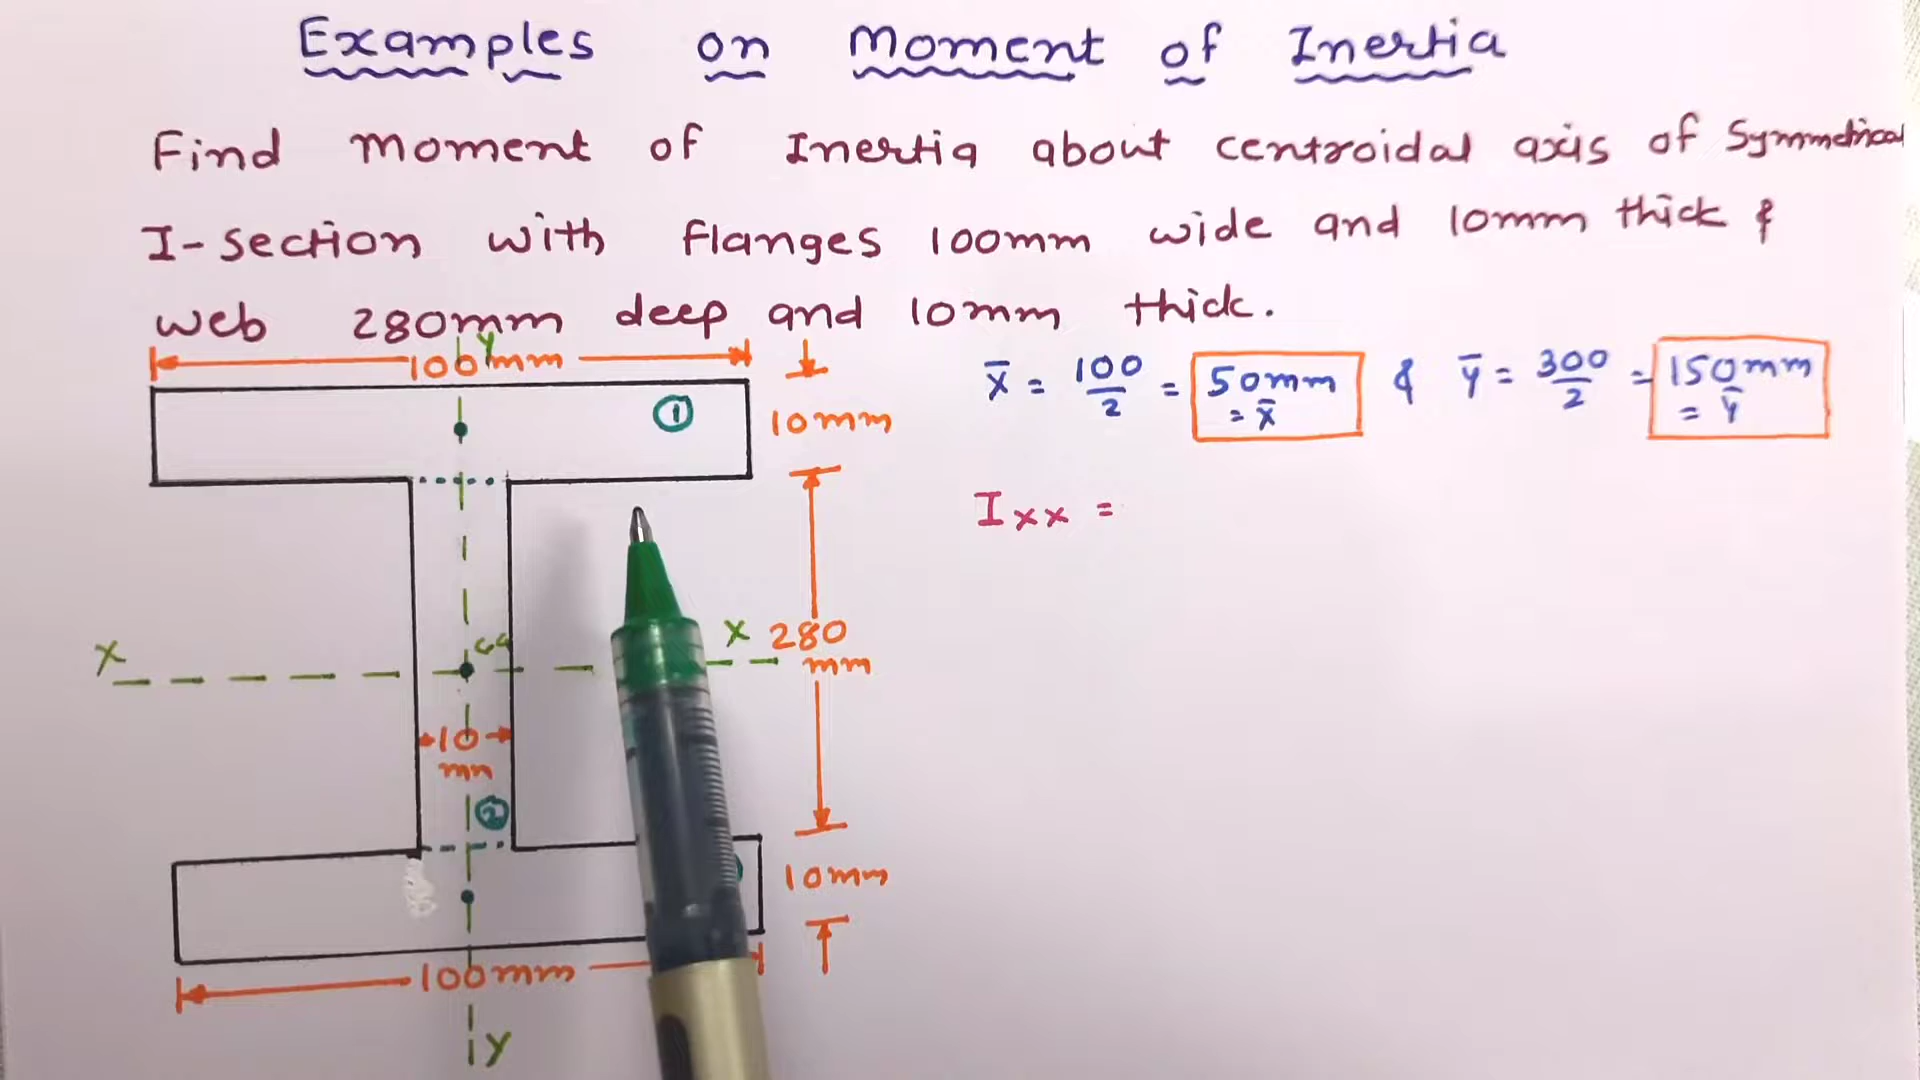 Examples on Moment of Inertia
Find Moment of Inertia about centroidal axis of Symmetrical
I-section with flanges 100mm wide and 10mm thick &
web 280mm deep and 10mm thick.
Y
100mm
x̄ = 100/2 = 50mm = x̄ & ȳ = 300/2 = 150mm = ȳ
① 10mm
Ixx =
X X 280
mm
CG
10
mm
②
10mm
100mm
Y